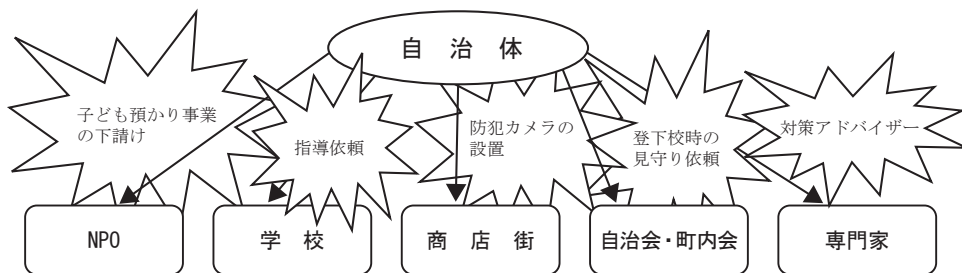 自治体
子ども預かり事業
の下請け
指導依頼
防犯カメラの
設置
登下校時の
見守り依頼
対策アドバイザー
NPO
学校
商店街
自治会・町内会
専門家